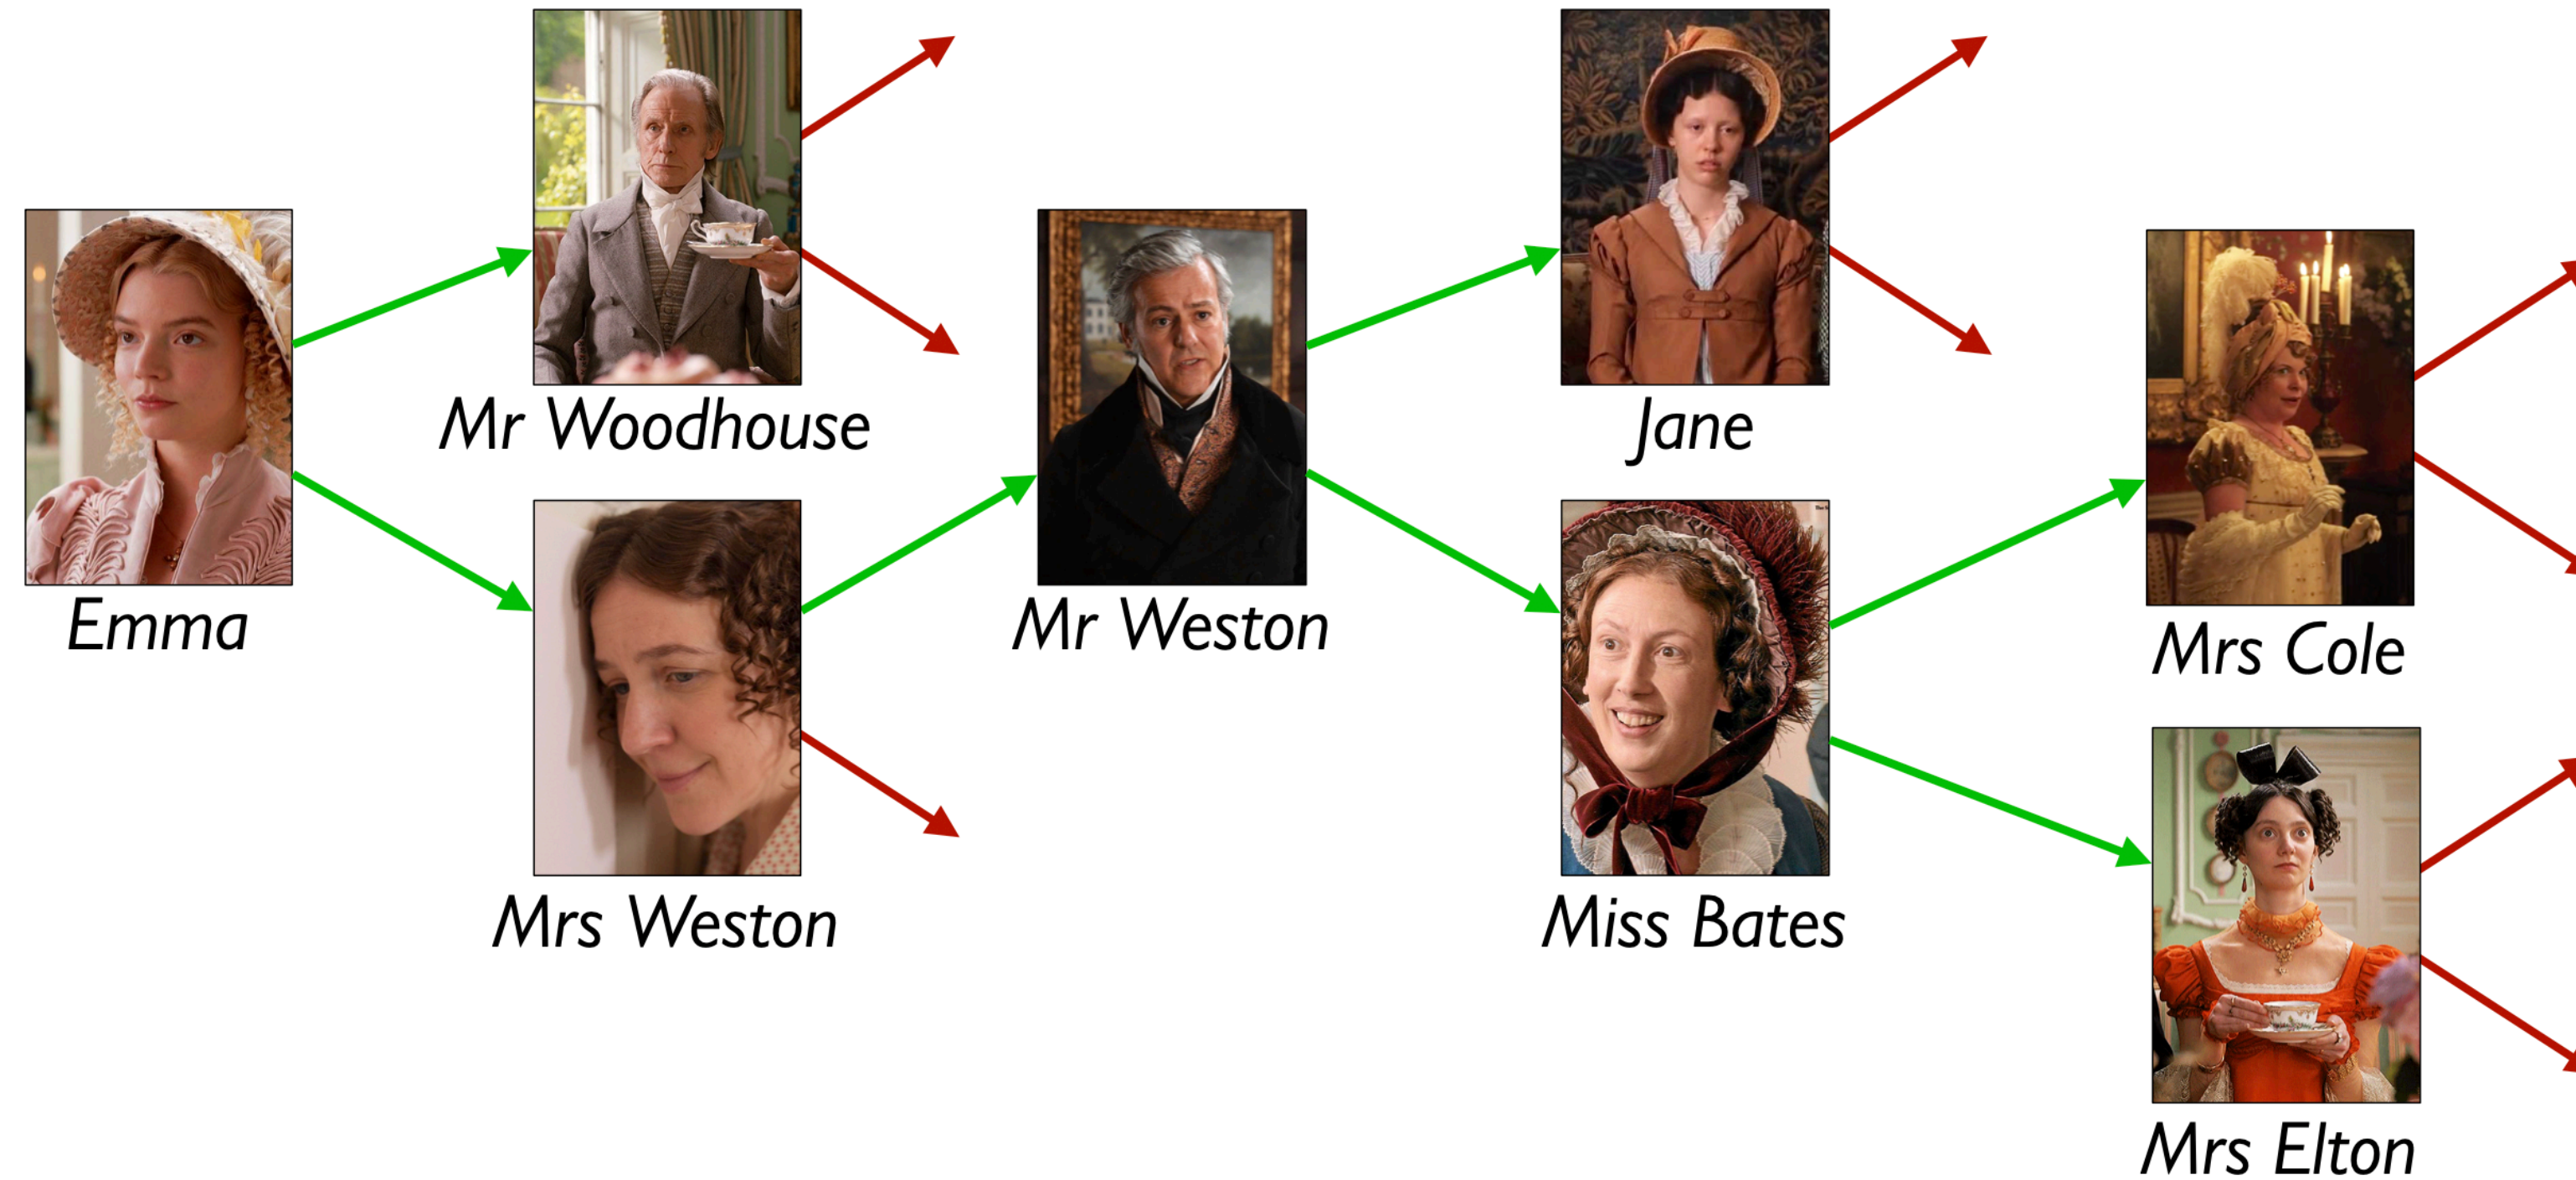 Emma
Mr Woodhouse
Mrs Weston
Mr Weston
Jane
Miss Bates
Mrs Cole
Mrs Elton